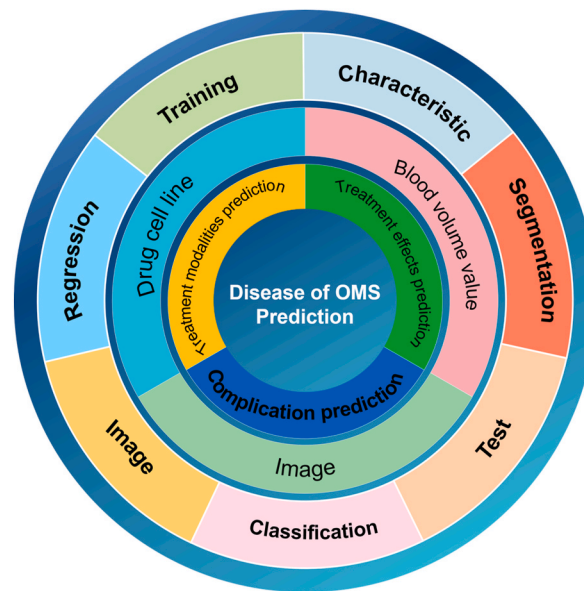 Training
Characteristic
Segmentation
Test
Classification
Image
Regression
Drug cell line
Blood volume value
Image
Treatment modalities prediction
Treatment effects prediction
Complication prediction
Disease of OMS
Prediction